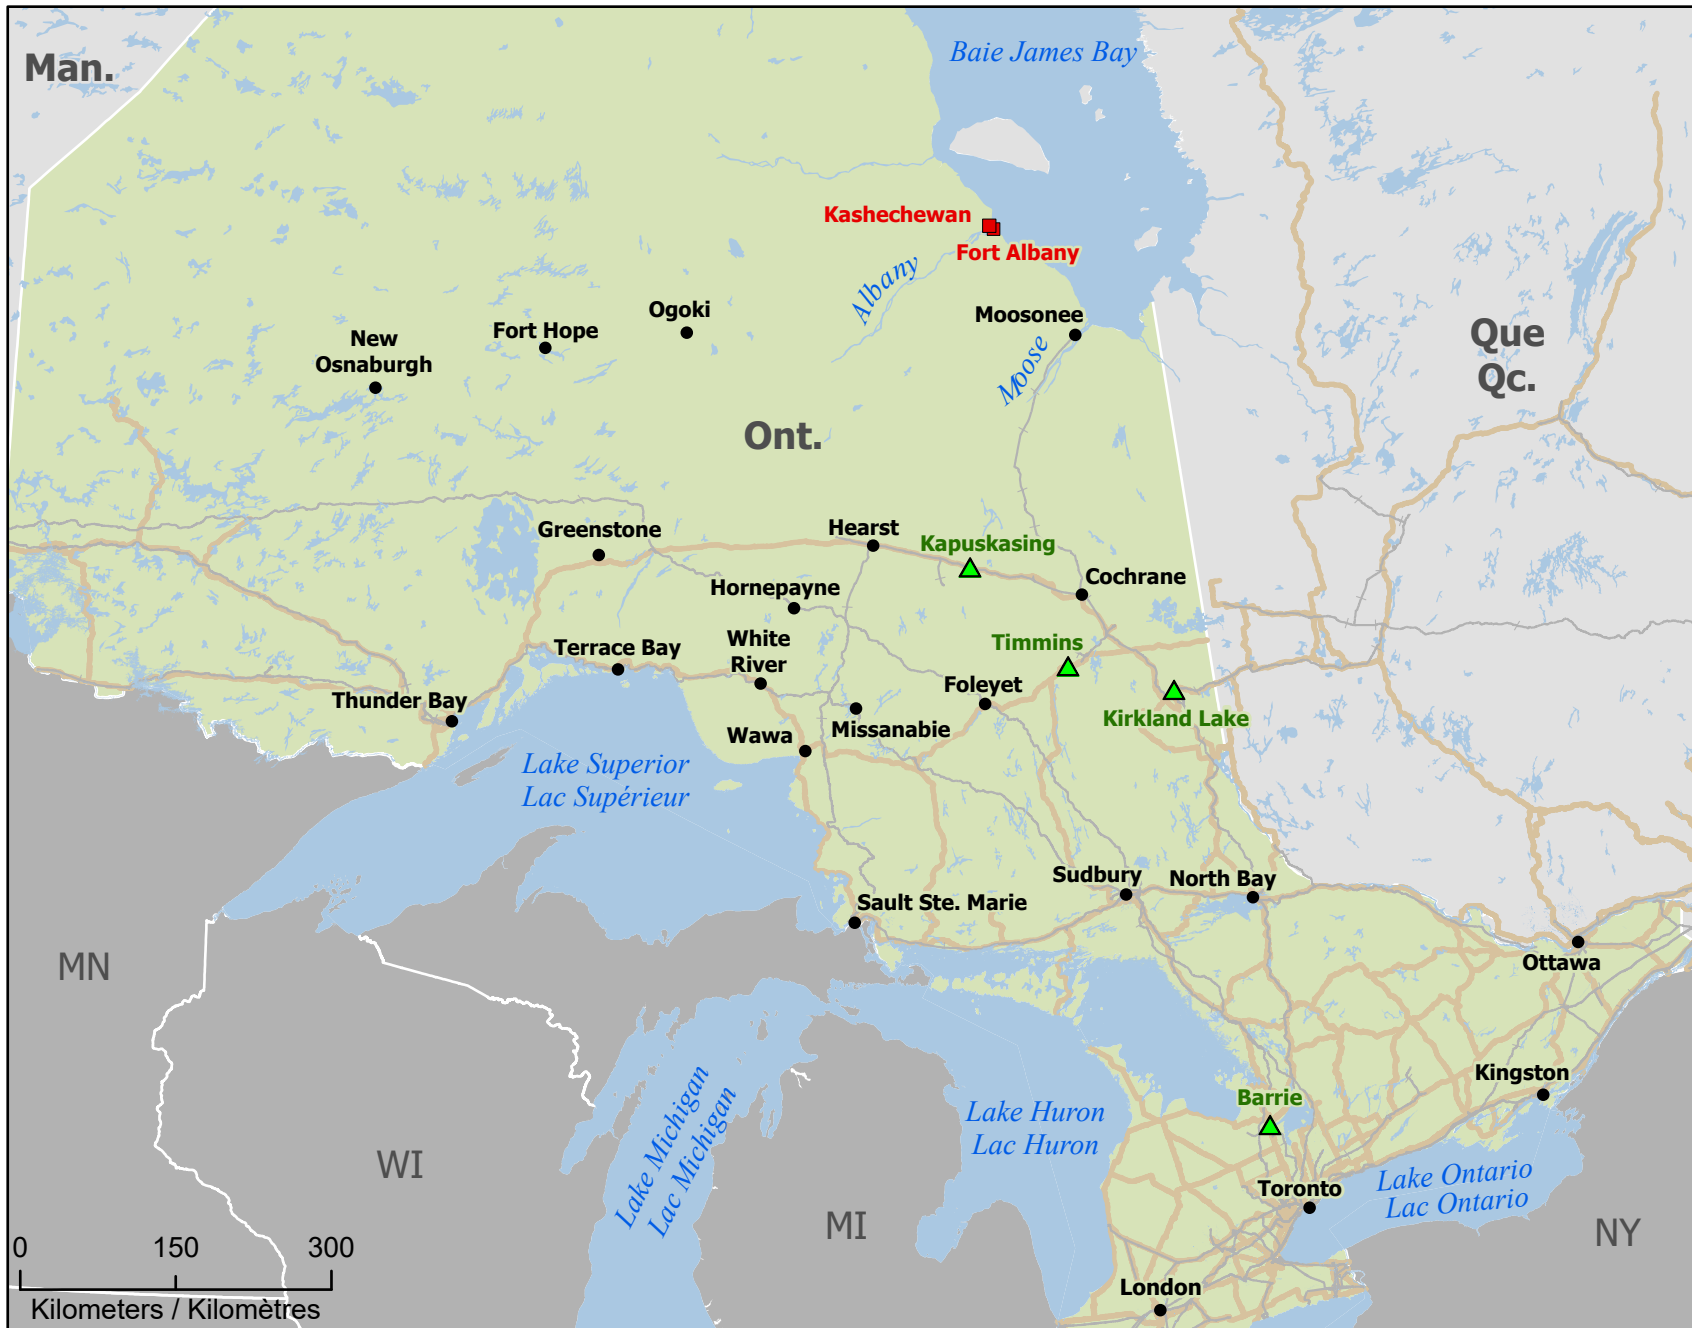 Baie James Bay
Man.
Kashechewan
Fort Albany
Albany
Ogoki
Moosonee
Fort Hope
New
Osnaburgh
Moose
Que
Qc.
Ont.
Greenstone
Hearst
Kapuskasing
Cochrane
Hornepayne
White
River
Terrace Bay
Timmins
Foleyet
Thunder Bay
Missanabie
Kirkland Lake
Wawa
Lake Superior
Lac Supérieur
Sudbury
North Bay
Sault Ste. Marie
Ottawa
MN
Kingston
Barrie
Lake Huron
Lac Huron
Lake Michigan
Lac Michigan
WI
Toronto
Lake Ontario
Lac Ontario
MI
NY
0 150 300
Kilometers / Kilomètres
London